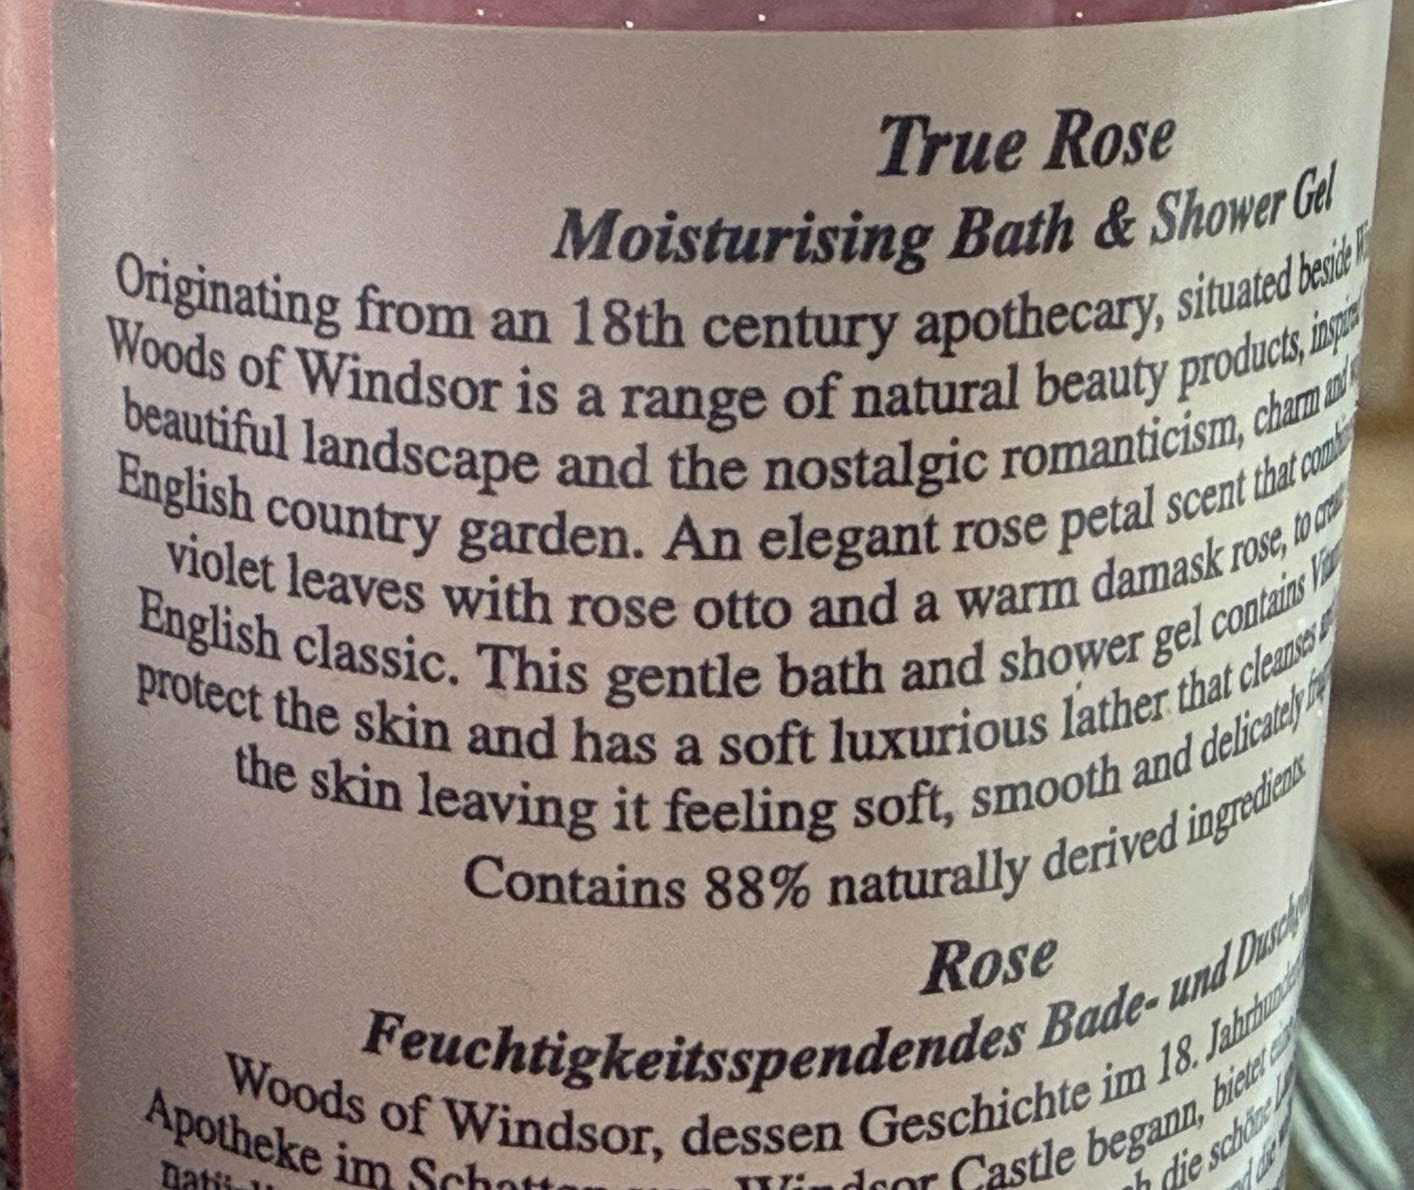 True Rose
Moisturising Bath & Shower Gel
Originating from an 18th century apothecary, situated beside
Woods of Windsor is a range of natural beauty products, inspired
beautiful landscape and the nostalgic romanticism, charm and
English country garden. An elegant rose petal scent that
violet leaves with rose otto and a warm damask rose, to
English classic. This gentle bath and shower gel contains
protect the skin and has a soft luxurious lather that cleanses
the skin leaving it feeling soft, smooth and delicately
Contains 88% naturally derived ingredients.
Rose
Feuchtigkeitsspendendes Bade- und
Woods of Windsor, dessen Geschichte im 18.
Apotheke im Castle begann, bietet
die schöne